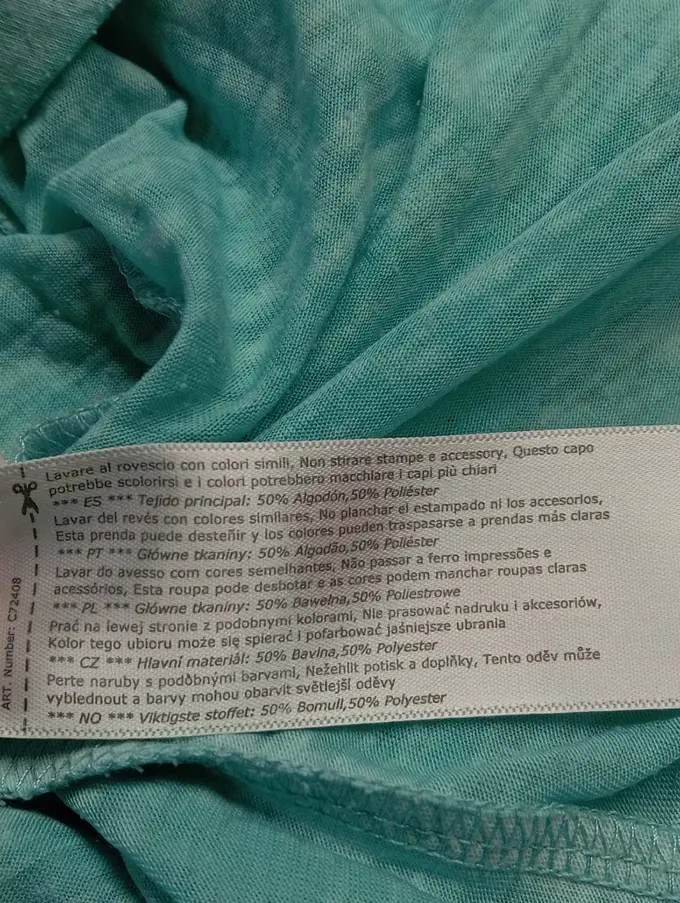 Lavare al rovescio con colori simili, Non stirare stampe e accessory, Questo capo
potrebbe scolorirsi e i colori potrebbero macchiare i capi più chiari
*** ES *** Tejido principal: 50% Algodón,50% Poliéster
Lavar del revés con colores similares, No planchar el estampado ni los accesorios,
Esta prenda puede desteñir y los colores pueden traspasarse a prendas más claras
*** PT *** Główne tkaniny: 50% Algodão,50% Poliéster
Lavar do avesso com cores semelhantes, Não passar a ferro impressões e
acessórios, Esta roupa pode desbotar e as cores podem manchar roupas claras
*** PL *** Główne tkaniny: 50% Bawełna,50% Poliestrowe
Prać na lewej stronie z podobnymi kolorami, Nie prasować nadruku i akcesoriów,
Kolor tego ubioru może się spierać i pofarbować jaśniejsze ubrania
*** CZ *** Hlavní materiál: 50% Bavlna,50% Polyester
Perte naruby s podobnými barvami, Nežehlit potisk a doplňky, Tento oděv může
vyblednout a barvy mohou obarvit světlejší oděvy
*** NO *** Viktigste stoffet: 50% Bomull,50% Polyester
ART. Number: C72408